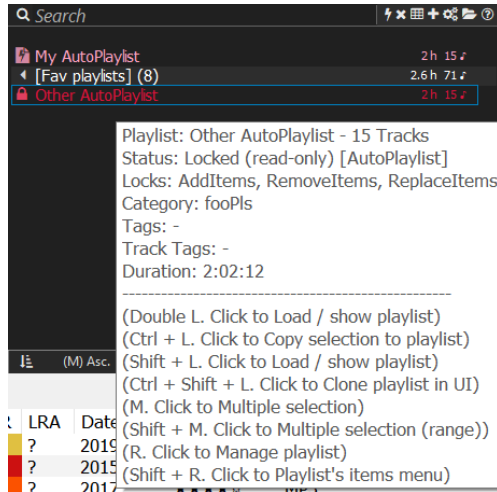 Search
My AutoPlaylist 2 h 15
[Fav playlists] (8) 2.6 h 71
Other AutoPlaylist 2 h 15
Playlist: Other AutoPlaylist - 15 Tracks
Status: Locked (read-only) [AutoPlaylist]
Locks: AddItems, RemoveItems, ReplaceItems
Category: fooPls
Tags: -
Track Tags: -
Duration: 2:02:12
----------------------------------------------------
(Double L. Click to Load / show playlist)
(Ctrl + L. Click to Copy selection to playlist)
(Shift + L. Click to Load / show playlist)
(Ctrl + Shift + L. Click to Clone playlist in UI)
(M. Click to Multiple selection)
(Shift + M. Click to Multiple selection (range))
(R. Click to Manage playlist)
(Shift + R. Click to Playlist's items menu)
(M) Asc.
LRA Date
? 2019
? 2015
? 2017